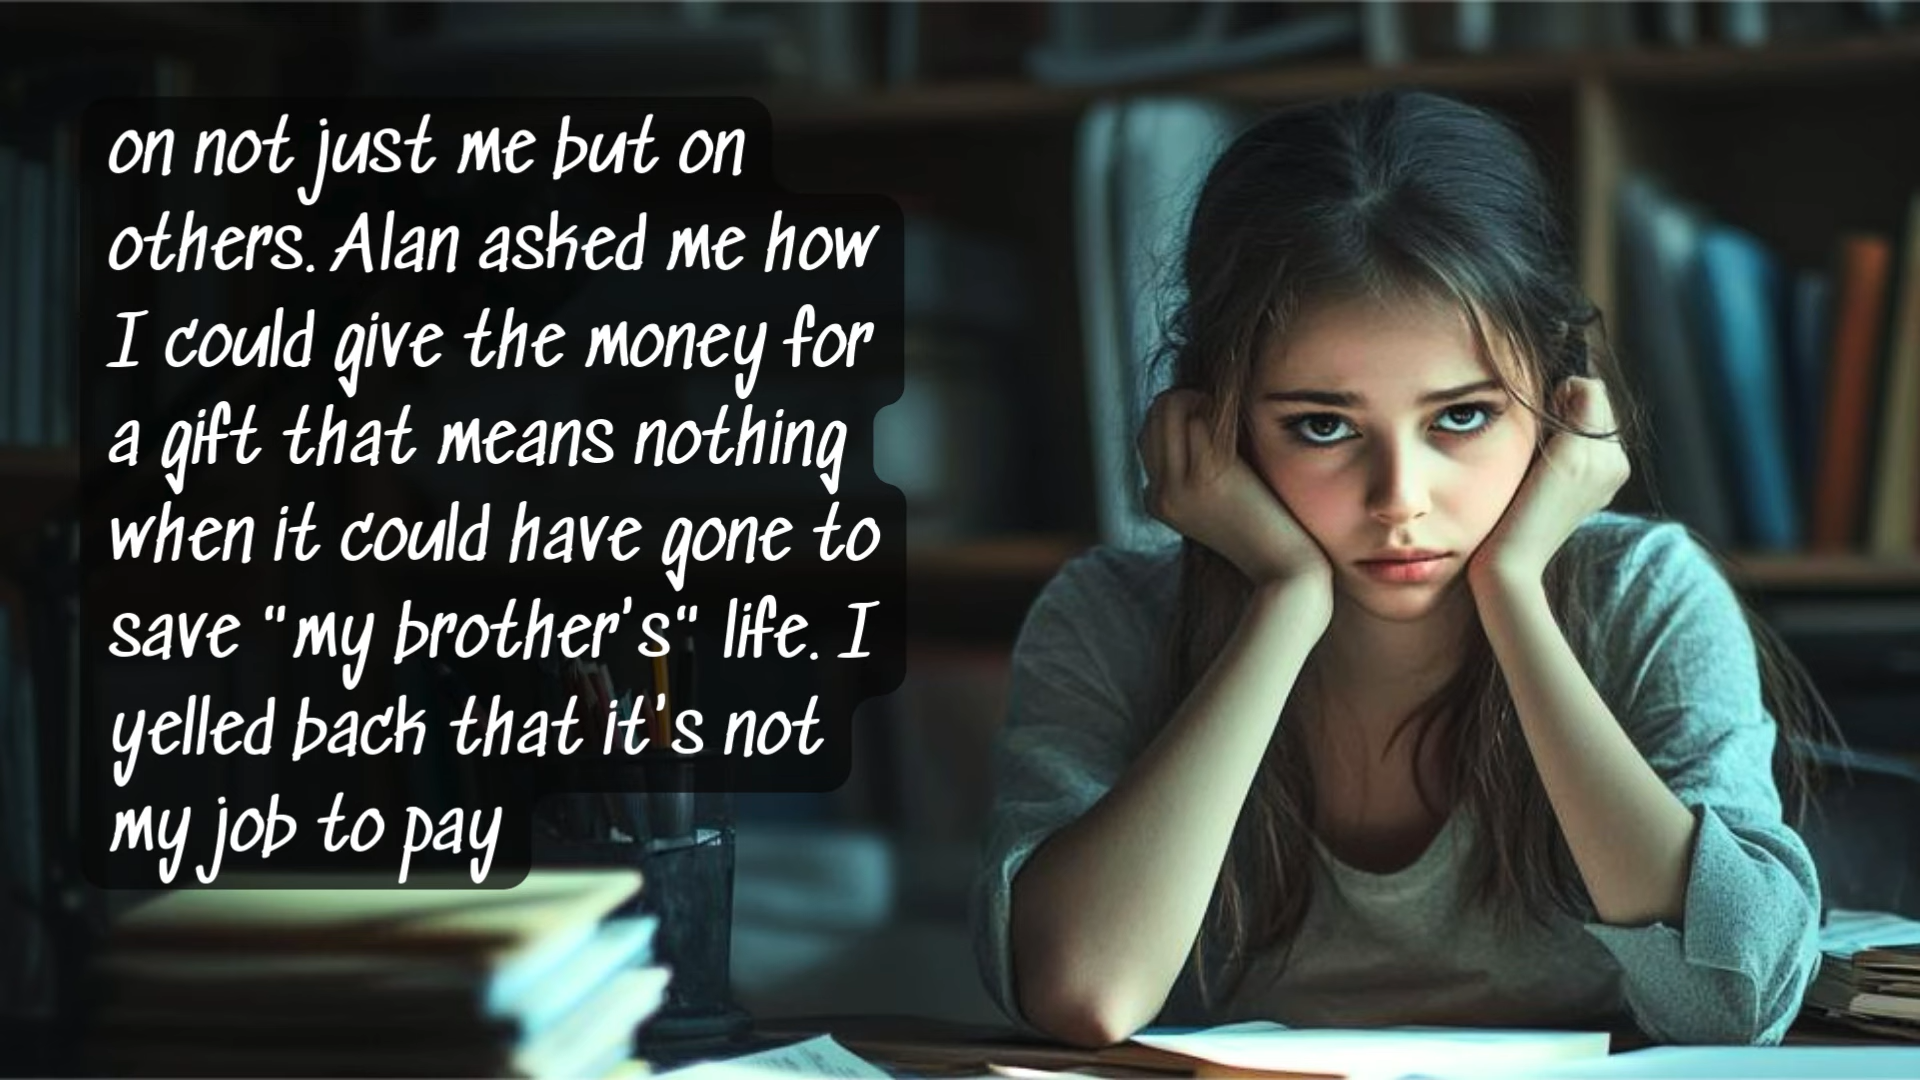 on not just me but on
others. Alan asked me how
I could give the money for
a gift that means nothing
when it could have gone to
save "my brother's" life. I
yelled back that it's not
my job to pay